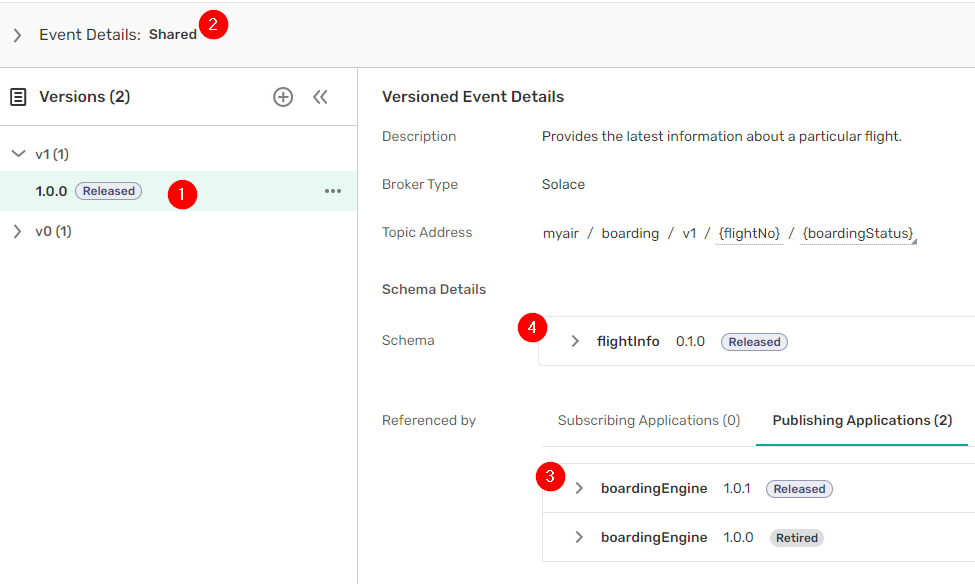 Event Details: Shared 2
Versions (2)
v1 (1)
1.0.0 Released 1
v0 (1)
Versioned Event Details
Description Provides the latest information about a particular flight.
Broker Type Solace
Topic Address myair / boarding / v1 / {flightNo} / {boardingStatus}
Schema Details
4
Schema flightInfo 0.1.0 Released
Referenced by Subscribing Applications (0) Publishing Applications (2)
3
boardingEngine 1.0.1 Released
boardingEngine 1.0.0 Retired